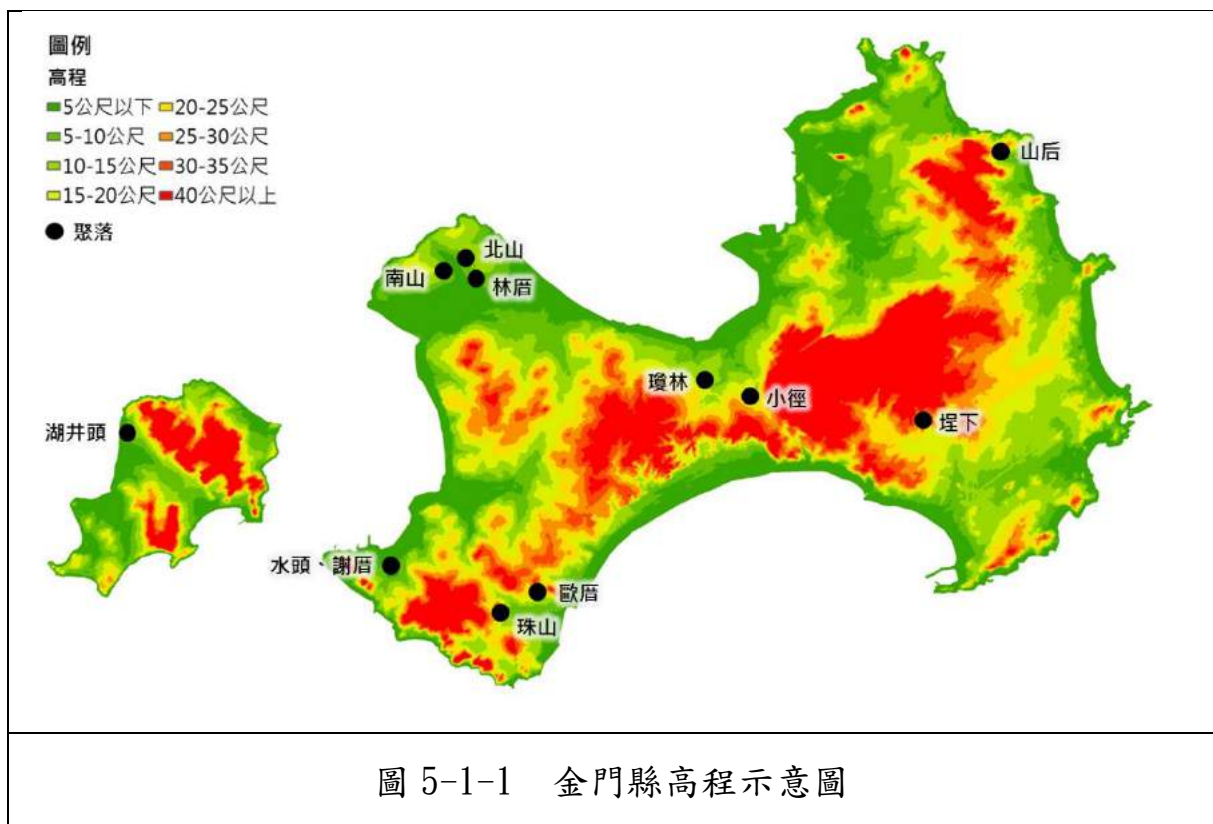 圖例
高程
5公尺以下 20-25公尺
5-10公尺 25-30公尺
10-15公尺 30-35公尺
15-20公尺 40公尺以上
聚落
山后
北山
南山
林厝
瓊林
小徑
埕下
湖井頭
水頭、謝厝
歐厝
珠山
圖 5-1-1 金門縣高程示意圖